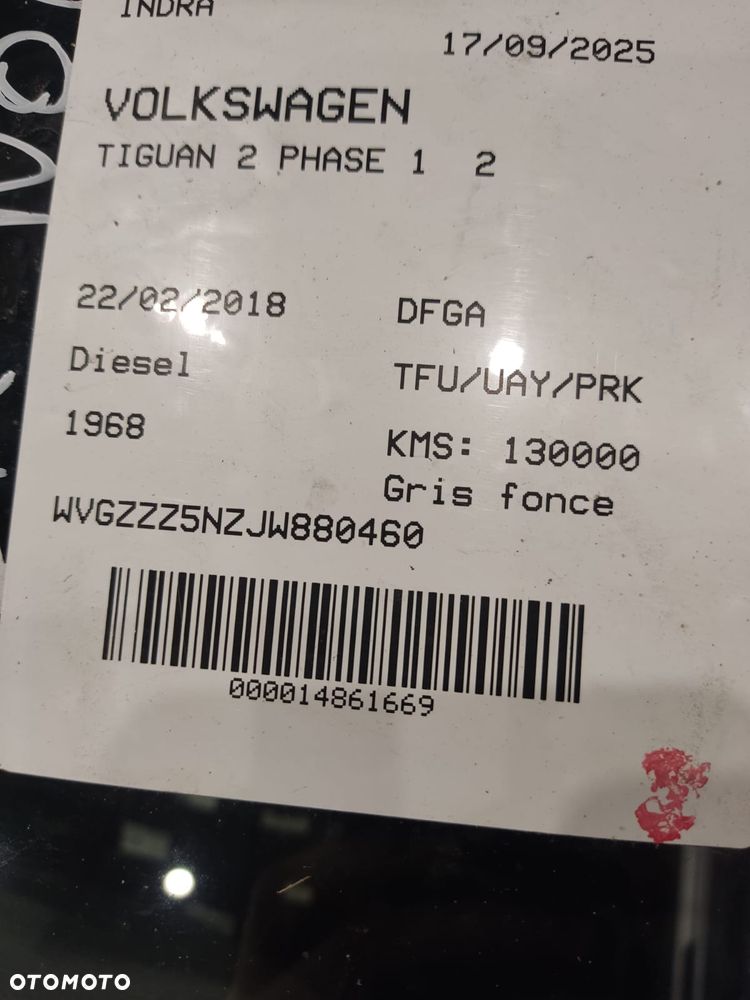 INDRA
17/09/2025
VOLKSWAGEN
TIGUAN 2 PHASE 1 2
22/02/2018 DFGA
Diesel TFU/UAY/PRK
1968 KMS: 130000
Gris fonce
WVGZZZ5NZJW880460
000014861669
OTOMOTO